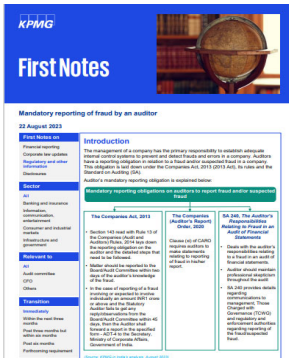 KPMG
First Notes
Mandatory reporting of fraud by an auditor
22 August 2023
First Notes on
Financial reporting
Corporate law updates
Regulatory and other
information
Disclosures
Sector
All
Banking and insurance
Information,
communication,
entertainment
Consumer and industrial
markets
Infrastructure and
government
Relevant to
All
Audit committee
CFO
Others
Transition
Immediately
Within the next three
months
Post three months but
within six months
Post six months
Forthcoming requirement
Introduction
The management of a company has the primary responsibility to establish adequate
internal control systems to prevent and detect frauds and errors in a company. Auditors
have a reporting obligation in relation to a fraud and/or suspected fraud in a company.
This obligation is laid down under the Companies Act, 2013 (2013 Act), its rules and the
Standard on Auditing (SA).
Auditor's mandatory reporting obligation is explained below:
Mandatory reporting obligations on auditors to report fraud and/or suspected
fraud
The Companies Act, 2013
Section 143 read with Rule 13 of
the Companies (Audit and
Auditors) Rules, 2014 lays down
the reporting obligation on the
auditor and the detailed steps that
need to be followed.
Matter should be reported to the
Board/Audit Committee within two
days of the auditor's knowledge
of the fraud.
In the case of reporting of a fraud
involving or expected to involve
individually an amount INR1 crore
or above and the Statutory
Auditor fails to get any
reply/observations from the
Board/Audit Committee within 45
days, then the Auditor shall
forward a report in the specified
form - ADT-4 to the Secretary,
Ministry of Corporate Affairs,
Government of India.
The Companies
(Auditor's Report)
Order, 2020
Clause (xi) of CARO
requires auditors to
make statements
relating to reporting
of fraud in his/her
report.
SA 240, The Auditor's
Responsibilities
Relating to Fraud in an
Audit of Financial
Statements
Deals with the auditor's
responsibilities relating
to a fraud in an audit of
financial statements.
Auditor should maintain
professional skepticism
throughout the audit
SA 240 provides details
regarding
communications to
management, Those
Charged with
Governance (TCWG)
and regulatory and
enforcement authorities
regarding reporting of
the fraud/suspected
fraud.